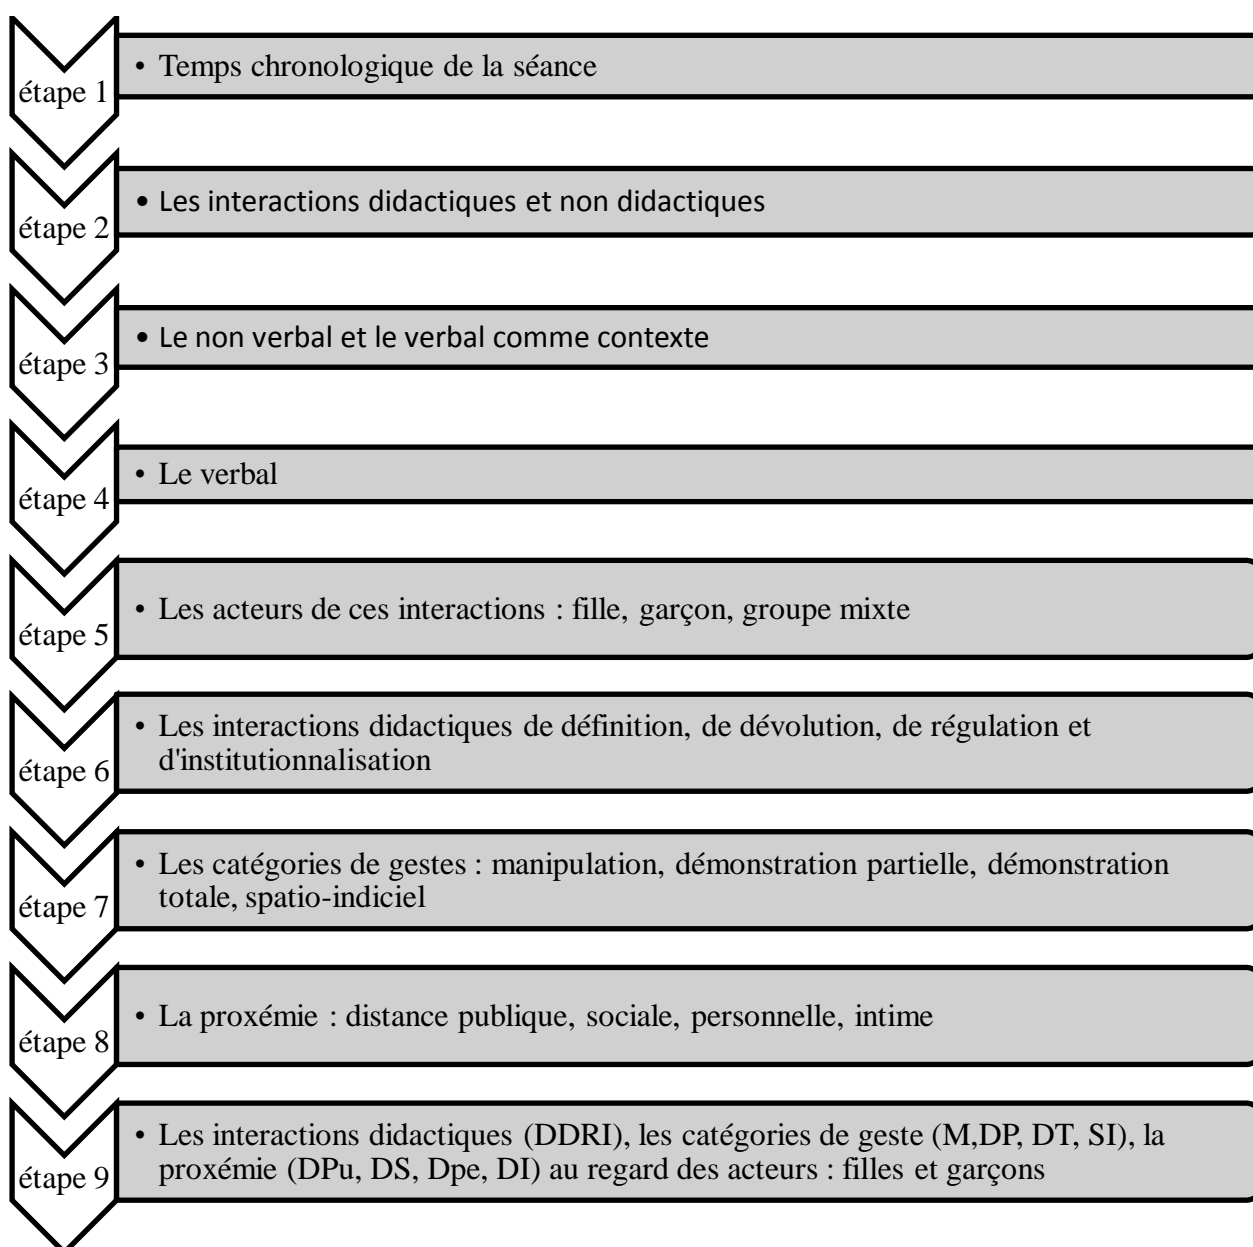 étape 1
• Temps chronologique de la séance
étape 2
• Les interactions didactiques et non didactiques
étape 3
• Le non verbal et le verbal comme contexte
étape 4
• Le verbal
étape 5
• Les acteurs de ces interactions : fille, garçon, groupe mixte
étape 6
• Les interactions didactiques de définition, de dévolution, de régulation et
d'institutionnalisation
étape 7
• Les catégories de gestes : manipulation, démonstration partielle, démonstration
totale, spatio-indiciel
étape 8
• La proxémie : distance publique, sociale, personnelle, intime
étape 9
• Les interactions didactiques (DDRI), les catégories de geste (M,DP, DT, SI), la
proxémie (DPu, DS, Dpe, DI) au regard des acteurs : filles et garçons